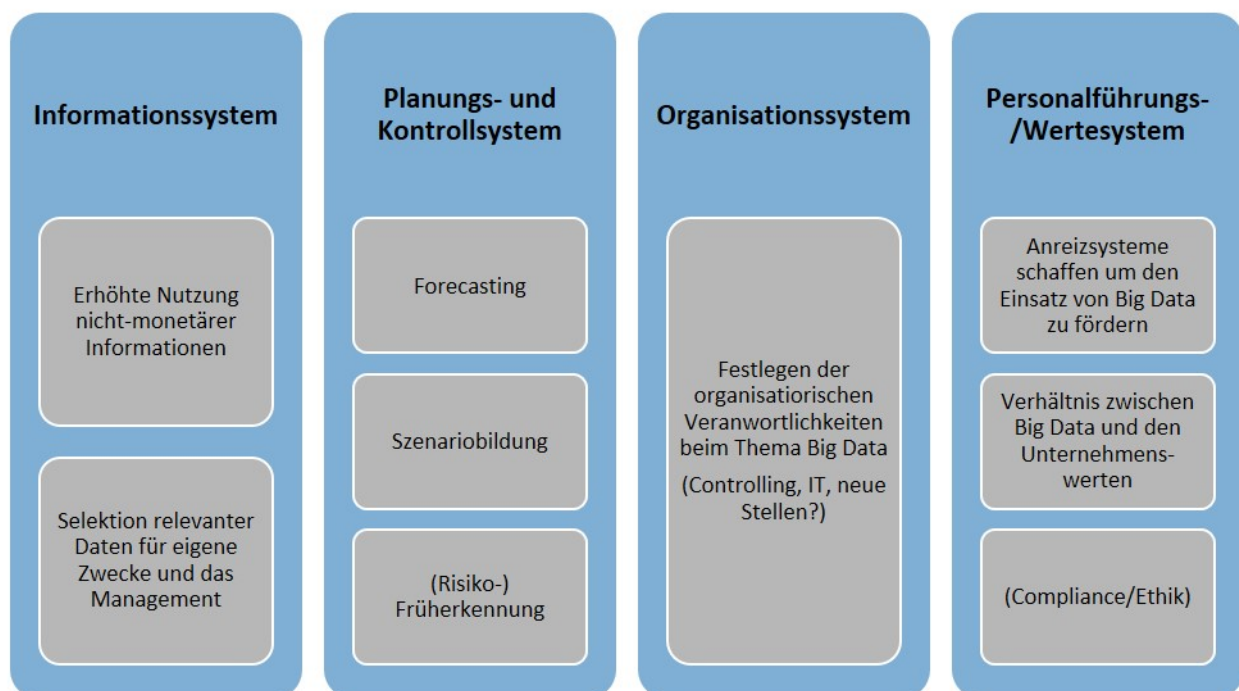 Informationssystem
Erhöhte Nutzung
nicht-monetärer
Informationen
Selektion relevanter
Daten für eigene
Zwecke und das
Management
Planungs- und
Kontrollsystem
Forecasting
Szenariobildung
(Risiko-)
Früherkennung
Organisationssystem
Festlegen der
organisatiorischen
Veranwortlichkeiten
beim Thema Big Data
(Controlling, IT, neue
Stellen?)
Personalführungs-
/Wertesystem
Anreizsysteme
schaffen um den
Einsatz von Big Data
zu fördern
Verhältnis zwischen
Big Data und den
Unternehmens-
werten
(Compliance/Ethik)